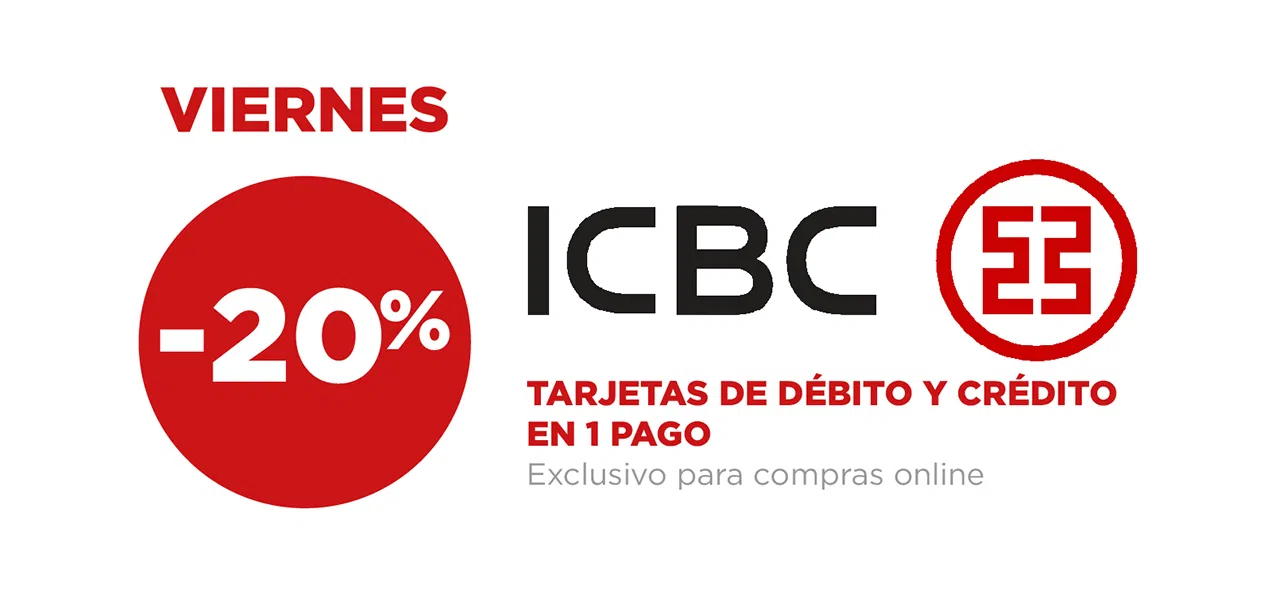 VIERNES
-20%
ICBC
TARJETAS DE DÉBITO Y CRÉDITO
EN 1 PAGO
Exclusivo para compras online